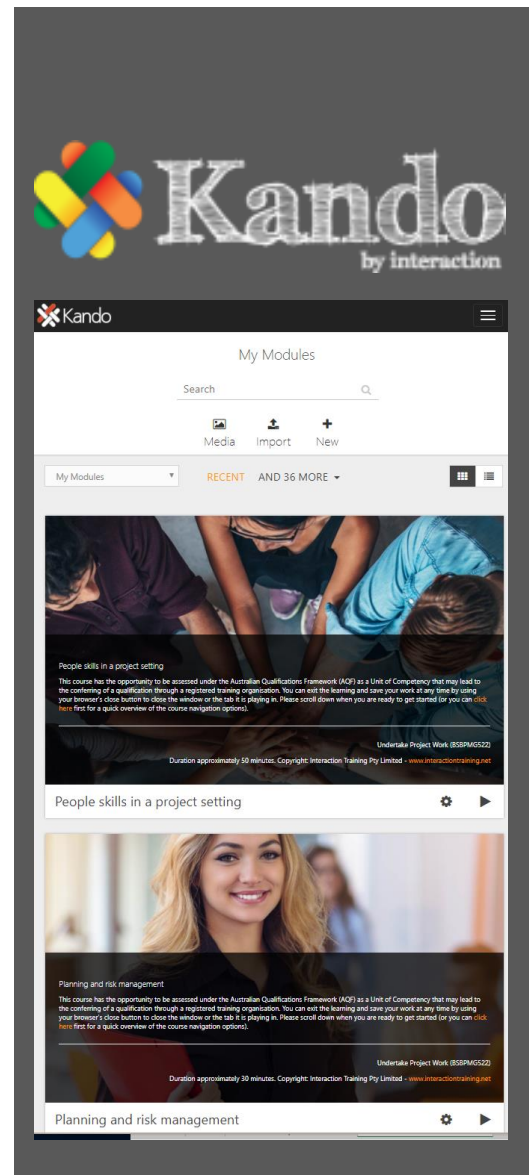 Kando
by interaction
Kando
My Modules
Search
Media Import New
My Modules RECENT AND 36 MORE
People skills in a project setting
This course has the opportunity to be assessed under the Australian Qualifications Framework (AQF) as a Unit of Competency that may lead to
the conferring of a qualification through a registered training organisation. You can exit the learning and save your work at any time by using
your browser's close button to close the window or the tab it is playing in. Please scroll down when you are ready to get started (or you can click
here first for a quick overview of the course navigation options).
Undertake Project Work (BSBPMG522)
Duration approximately 50 minutes. Copyright: Interaction Training Pty Limited - www.interactiontraining.net
People skills in a project setting
Planning and risk management
This course has the opportunity to be assessed under the Australian Qualifications Framework (AQF) as a Unit of Competency that may lead to
the conferring of a qualification through a registered training organisation. You can exit the learning and save your work at any time by using
your browser's close button to close the window or the tab it is playing in. Please scroll down when you are ready to get started (or you can click
here first for a quick overview of the course navigation options).
Undertake Project Work (BSBPMG522)
Duration approximately 30 minutes. Copyright: Interaction Training Pty Limited - www.interactiontraining.net
Planning and risk management